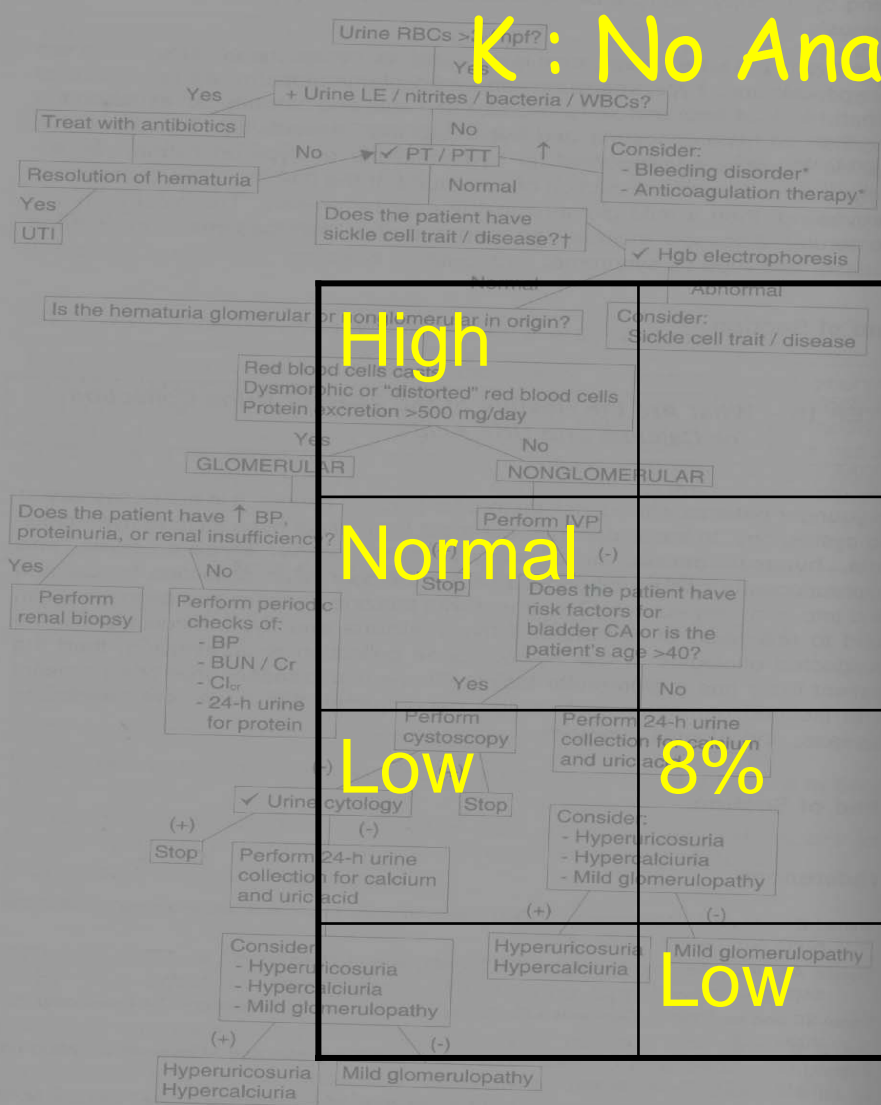 K : No Ana
Urine RBCs >3 / hpf?
Yes
Yes
+ Urine LE / nitrites / bacteria / WBCs?
Treat with antibiotics
No
No
✓ PT / PTT
↑
Consider:
- Bleeding disorder*
- Anticoagulation therapy*
Resolution of hematuria
Normal
Yes
UTI
Does the patient have
sickle cell trait / disease?†
✓ Hgb electrophoresis
Normal
Abnormal
Is the hematuria glomerular or nonglomerular in origin?
Consider:
Sickle cell trait / disease
High
Red blood cells casts
Dysmorphic or “distorted” red blood cells
Protein excretion >500 mg/day
Yes
No
GLOMERULAR
NONGLOMERULAR
Does the patient have ↑ BP,
proteinuria, or renal insufficiency?
Perform IVP
Normal
(+)
(-)
Yes
No
Stop
Perform
renal biopsy
Perform periodic
checks of:
- BP
- BUN / Cr
- Clcr
- 24-h urine
for protein
Does the patient have
risk factors for
bladder CA or is the
patient's age >40?
Yes
No
Perform
cystoscopy
Perform 24-h urine
collection for calcium
and uric acid
Low
8%
(-)
✓ Urine cytology
Stop
(+)
(-)
Stop
Consider:
- Hyperuricosuria
- Hypercalciuria
- Mild glomerulopathy
Perform 24-h urine
collection for calcium
and uric acid
(+)
(-)
Consider
- Hyperuricosuria
- Hypercalciuria
- Mild glomerulopathy
Hyperuricosuria
Hypercalciuria
Mild glomerulopathy
Low
(+)
(-)
Hyperuricosuria
Hypercalciuria
Mild glomerulopathy